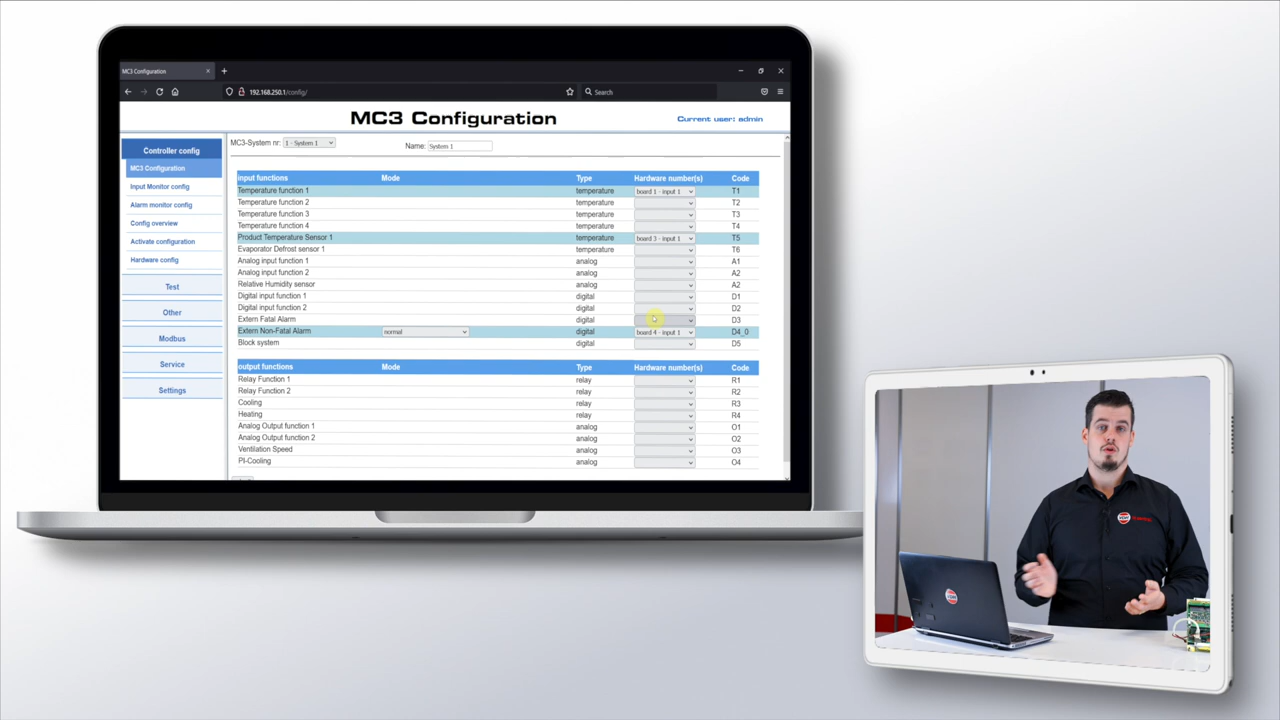 MC3 Configuration
192.168.250.1/config/
Search
MC3 Configuration
Current user: admin
Controller config
MC3 Configuration
Input Monitor config
Alarm monitor config
Config overview
Activate configuration
Hardware config
Test
Other
Modbus
Service
Settings
MC3-System nr: 1 - System 1 Name: System 1
input functions Mode Type Hardware number(s) Code
Temperature function 1 temperature board 1 - input 1 T1
Temperature function 2 temperature T2
Temperature function 3 temperature T3
Temperature function 4 temperature T4
Product Temperature Sensor 1 temperature board 3 - input 1 T5
Evaporator Defrost sensor 1 temperature T6
Analog input function 1 analog A1
Analog input function 2 analog A2
Relative Humidity sensor analog A2
Digital input function 1 digital D1
Digital input function 2 digital D2
Extern Fatal Alarm digital D3
Extern Non-Fatal Alarm normal digital board 4 - input 1 D4_0
Block system digital D5
output functions Mode Type Hardware number(s) Code
Relay Function 1 relay R1
Relay Function 2 relay R2
Cooling relay R3
Heating relay R4
Analog Output function 1 analog O1
Analog Output function 2 analog O2
Ventilation Speed analog O3
PI-Cooling analog O4